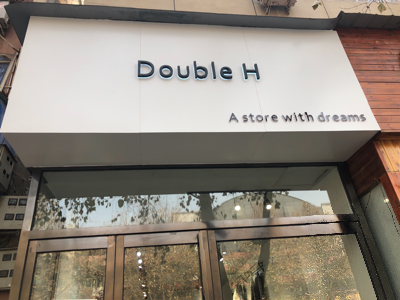 Double H
A store with dreams